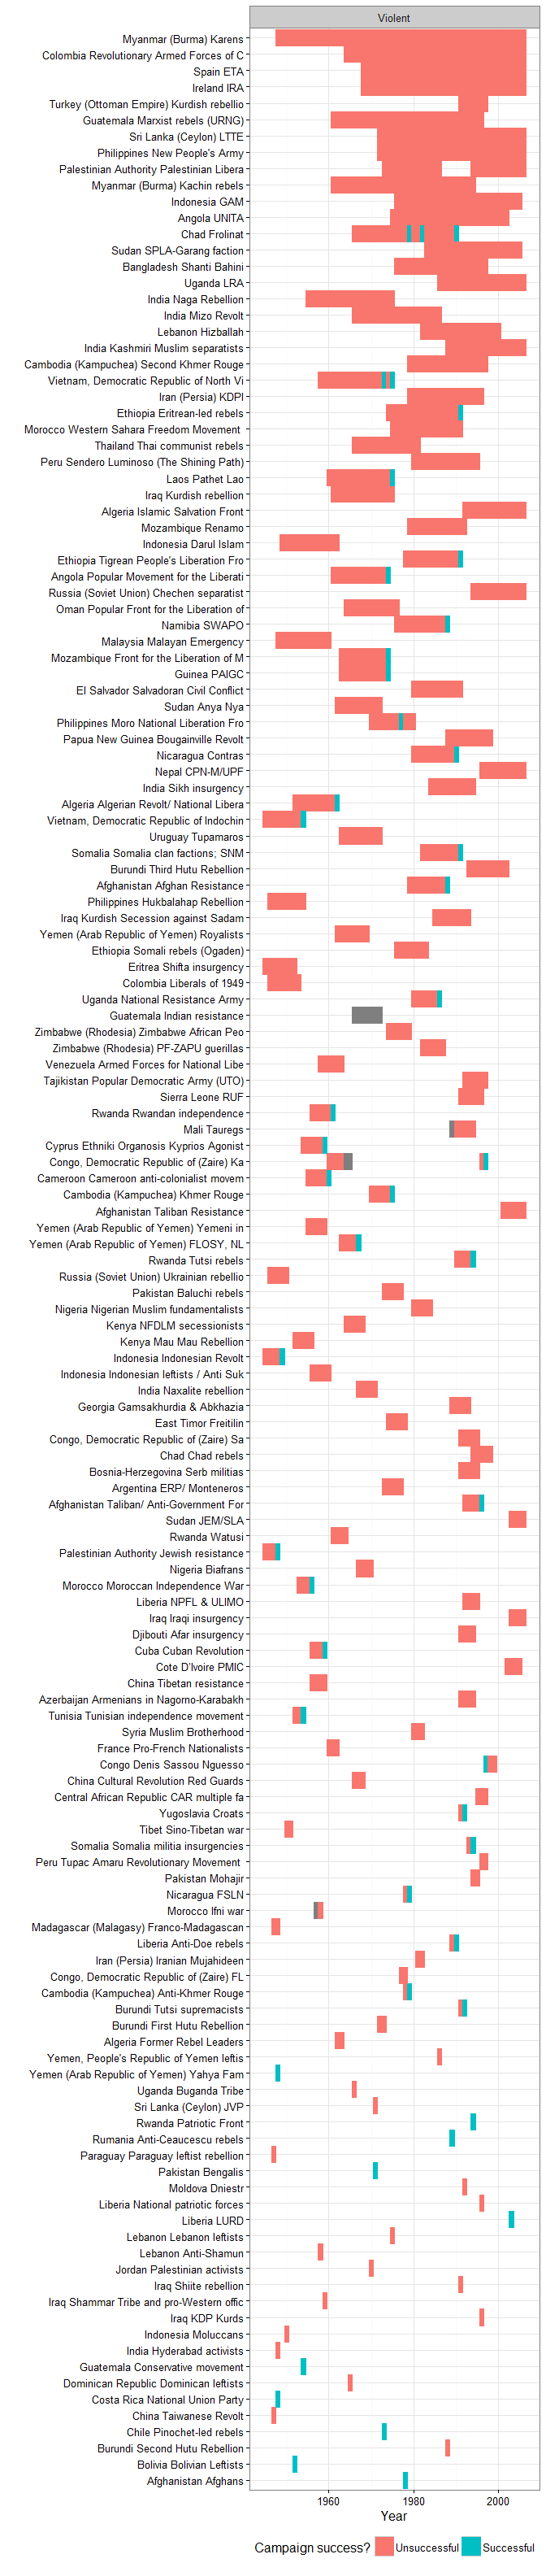 Violent
Myanmar (Burma) Karens
Colombia Revolutionary Armed Forces of C
Spain ETA
Ireland IRA
Turkey (Ottoman Empire) Kurdish rebellio
Guatemala Marxist rebels (URNG)
Sri Lanka (Ceylon) LTTE
Philippines New People's Army
Palestinian Authority Palestinian Libera
Myanmar (Burma) Kachin rebels
Indonesia GAM
Angola UNITA
Chad Frolinat
Sudan SPLA-Garang faction
Bangladesh Shanti Bahini
Uganda LRA
India Naga Rebellion
India Mizo Revolt
Lebanon Hizballah
India Kashmiri Muslim separatists
Cambodia (Kampuchea) Second Khmer Rouge
Vietnam, Democratic Republic of North Vi
Iran (Persia) KDPI
Ethiopia Eritrean-led rebels
Morocco Western Sahara Freedom Movement
Thailand Thai communist rebels
Peru Sendero Luminoso (The Shining Path)
Laos Pathet Lao
Iraq Kurdish rebellion
Algeria Islamic Salvation Front
Mozambique Renamo
Indonesia Darul Islam
Ethiopia Tigrean People's Liberation Fro
Angola Popular Movement for the Liberati
Russia (Soviet Union) Chechen separatist
Oman Popular Front for the Liberation of
Namibia SWAPO
Malaysia Malayan Emergency
Mozambique Front for the Liberation of M
Guinea PAIGC
El Salvador Salvadoran Civil Conflict
Sudan Anya Nya
Philippines Moro National Liberation Fro
Papua New Guinea Bougainville Revolt
Nicaragua Contras
Nepal CPN-M/UPF
India Sikh insurgency
Algeria Algerian Revolt/ National Libera
Vietnam, Democratic Republic of Indochin
Uruguay Tupamaros
Somalia Somalia clan factions; SNM
Burundi Third Hutu Rebellion
Afghanistan Afghan Resistance
Philippines Hukbalahap Rebellion
Iraq Kurdish Secession against Sadam
Yemen (Arab Republic of Yemen) Royalists
Ethiopia Somali rebels (Ogaden)
Eritrea Shifta insurgency
Colombia Liberals of 1949
Uganda National Resistance Army
Guatemala Indian resistance
Zimbabwe (Rhodesia) Zimbabwe African Peo
Zimbabwe (Rhodesia) PF-ZAPU guerillas
Venezuela Armed Forces for National Libe
Tajikistan Popular Democratic Army (UTO)
Sierra Leone RUF
Rwanda Rwandan independence
Mali Tauregs
Cyprus Ethniki Organosis Kyprios Agonist
Congo, Democratic Republic of (Zaire) Ka
Cameroon Cameroon anti-colonialist movem
Cambodia (Kampuchea) Khmer Rouge
Afghanistan Taliban Resistance
Yemen (Arab Republic of Yemen) Yemeni in
Yemen (Arab Republic of Yemen) FLOSY, NL
Rwanda Tutsi rebels
Russia (Soviet Union) Ukrainian rebellio
Pakistan Baluchi rebels
Nigeria Nigerian Muslim fundamentalists
Kenya NFDLM secessionists
Kenya Mau Mau Rebellion
Indonesia Indonesian Revolt
Indonesia Indonesian leftists / Anti Suk
India Naxalite rebellion
Georgia Gamsakhurdia & Abkhazia
East Timor Freitilin
Congo, Democratic Republic of (Zaire) Sa
Chad Chad rebels
Bosnia-Herzegovina Serb militias
Argentina ERP/ Monteneros
Afghanistan Taliban/ Anti-Government For
Sudan JEM/SLA
Rwanda Watusi
Palestinian Authority Jewish resistance
Nigeria Biafrans
Morocco Moroccan Independence War
Liberia NPFL & ULIMO
Iraq Iraqi insurgency
Djibouti Afar insurgency
Cuba Cuban Revolution
Cote D'Ivoire PMIC
China Tibetan resistance
Azerbaijan Armenians in Nagorno-Karabakh
Tunisia Tunisian independence movement
Syria Muslim Brotherhood
France Pro-French Nationalists
Congo Denis Sassou Nguesso
China Cultural Revolution Red Guards
Central African Republic CAR multiple fa
Yugoslavia Croats
Tibet Sino-Tibetan war
Somalia Somalia militia insurgencies
Peru Tupac Amaru Revolutionary Movement
Pakistan Mohajir
Nicaragua FSLN
Morocco Ifni war
Madagascar (Malagasy) Franco-Madagascan
Liberia Anti-Doe rebels
Iran (Persia) Iranian Mujahideen
Congo, Democratic Republic of (Zaire) FL
Cambodia (Kampuchea) Anti-Khmer Rouge
Burundi Tutsi supremacists
Burundi First Hutu Rebellion
Algeria Former Rebel Leaders
Yemen, People's Republic of Yemen leftis
Yemen (Arab Republic of Yemen) Yahya Fam
Uganda Buganda Tribe
Sri Lanka (Ceylon) JVP
Rwanda Patriotic Front
Rumania Anti-Ceaucescu rebels
Paraguay Paraguay leftist rebellion
Pakistan Bengalis
Moldova Dniestr
Liberia National patriotic forces
Liberia LURD
Lebanon Lebanon leftists
Lebanon Anti-Shamun
Jordan Palestinian activists
Iraq Shiite rebellion
Iraq Shammar Tribe and pro-Western offic
Iraq KDP Kurds
Indonesia Moluccans
India Hyderabad activists
Guatemala Conservative movement
Dominican Republic Dominican leftists
Costa Rica National Union Party
China Taiwanese Revolt
Chile Pinochet-led rebels
Burundi Second Hutu Rebellion
Bolivia Bolivian Leftists
Afghanistan Afghans
1960 1980 2000
Year
Campaign success? Unsuccessful Successful